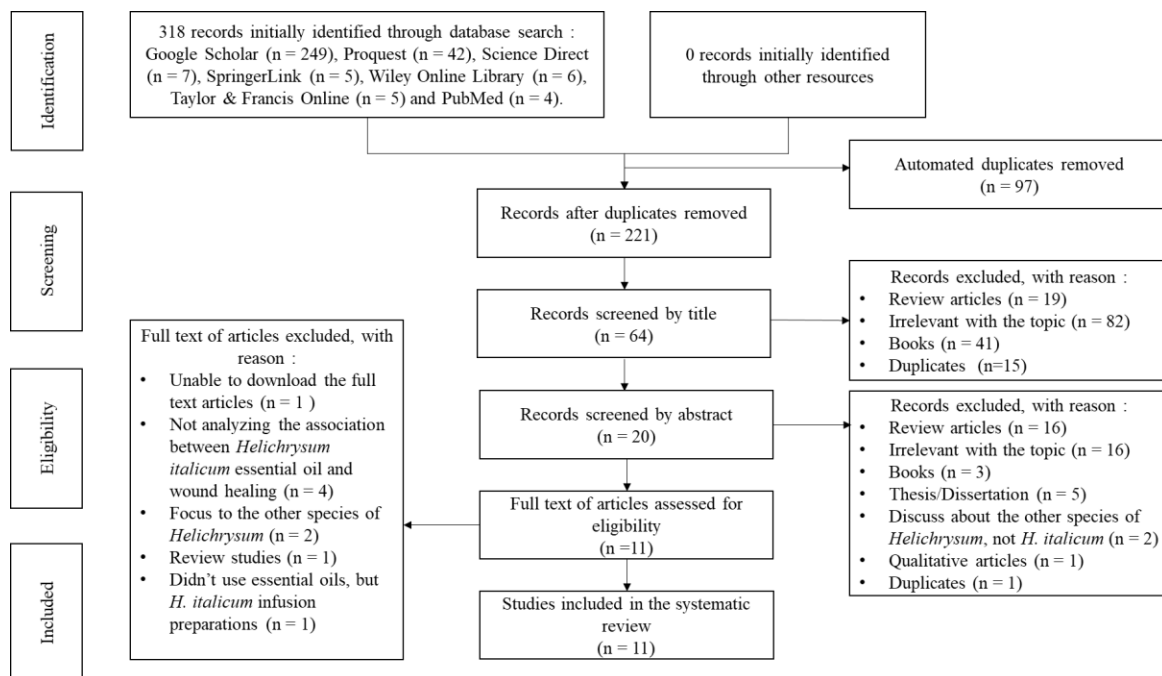 Identification
318 records initially identified through database search :
Google Scholar (n = 249), Proquest (n = 42), Science Direct
(n = 7), SpringerLink (n = 5), Wiley Online Library (n = 6),
Taylor & Francis Online (n = 5) and PubMed (n = 4).
0 records initially identified
through other resources
Automated duplicates removed
(n = 97)
Screening
Records after duplicates removed
(n = 221)
Records screened by title
(n = 64)
Records excluded, with reason :
• Review articles (n = 19)
• Irrelevant with the topic (n = 82)
• Books (n = 41)
• Duplicates (n=15)
Eligibility
Records screened by abstract
(n = 20)
Records excluded, with reason :
• Review articles (n = 16)
• Irrelevant with the topic (n = 16)
• Books (n = 3)
• Thesis/Dissertation (n = 5)
• Discuss about the other species of
Helichrysum, not H. italicum (n = 2)
• Qualitative articles (n = 1)
• Duplicates (n = 1)
Full text of articles assessed for
eligibility
(n =11)
Full text of articles excluded, with
reason :
• Unable to download the full
text articles (n = 1 )
• Not analyzing the association
between Helichrysum
italicum essential oil and
wound healing (n = 4)
• Focus to the other species of
Helichrysum (n = 2)
• Review studies (n = 1)
• Didn't use essential oils, but
H. italicum infusion
preparations (n = 1)
Included
Studies included in the systematic
review
(n = 11)